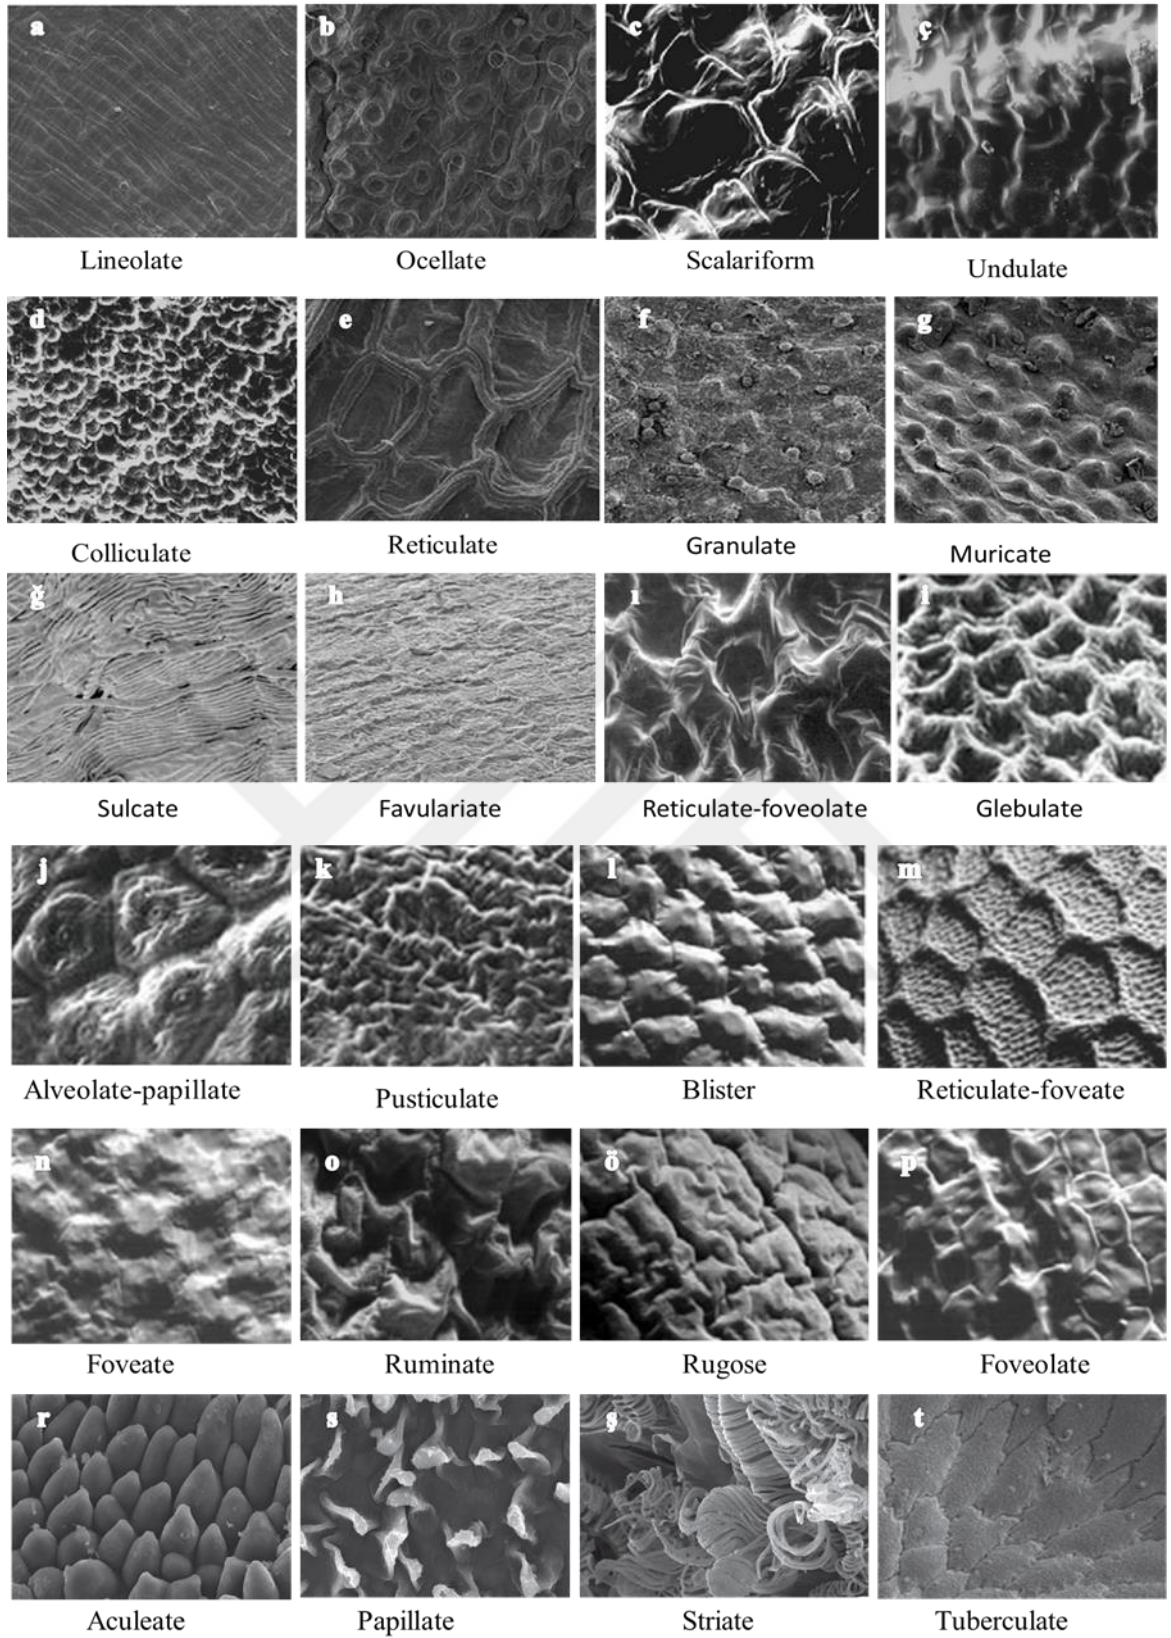 a b c ç
Lineolate Ocellate Scalariform Undulate
d e f g
Colliculate Reticulate Granulate Muricate
ğ h ı i
Sulcate Favulariate Reticulate-foveolate Glebulate
j k l m
Alveolate-papillate Pusticulate Blister Reticulate-foveate
n o ö p
Foveate Ruminate Rugose Foveolate
r s ş t
Aculeate Papillate Striate Tuberculate